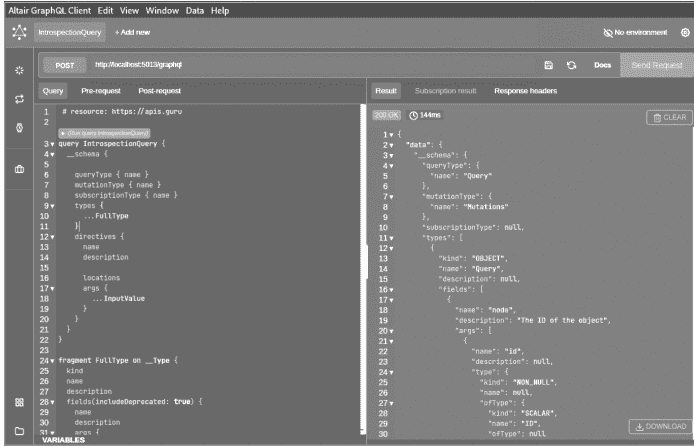 Altair GraphQL Client Edit View Window Data Help
IntrospectionQuery + Add new No environment
POST http://localhost:5013/graphql Docs Send Request
Query Pre-request Post-request
1 # resource: https://apis.guru
2
(Run query IntrospectionQuery)
3 query IntrospectionQuery {
4 __schema {
5
6 queryType { name }
7 mutationType { name }
8 subscriptionType { name }
9 types {
10 ...FullType
11 }
12 directives {
13 name
14 description
15
16 locations
17 args {
18 ...InputValue
19 }
20 }
21 }
22 }
23
24 fragment FullType on __Type {
25 kind
26 name
27 description
28 fields(includeDeprecated: true) {
29 name
30 description
31 args {
VARIABLES
Result Subscription result Response headers
200 OK 144ms
CLEAR
1 {
2 "data": {
3 "__schema": {
4 "queryType": {
5 "name": "Query"
6 },
7 "mutationType": {
8 "name": "Mutations"
9 },
10 "subscriptionType": null,
11 "types": [
12 {
13 "kind": "OBJECT",
14 "name": "Query",
15 "description": null,
16 "fields": [
17 {
18 "name": "node",
19 "description": "The ID of the object",
20 "args": [
21 {
22 "name": "id",
23 "description": null,
24 "type": {
25 "kind": "NON_NULL",
26 "name": null,
27 "ofType": {
28 "kind": "SCALAR",
29 "name": "ID",
30 "ofType": null
DOWNLOAD